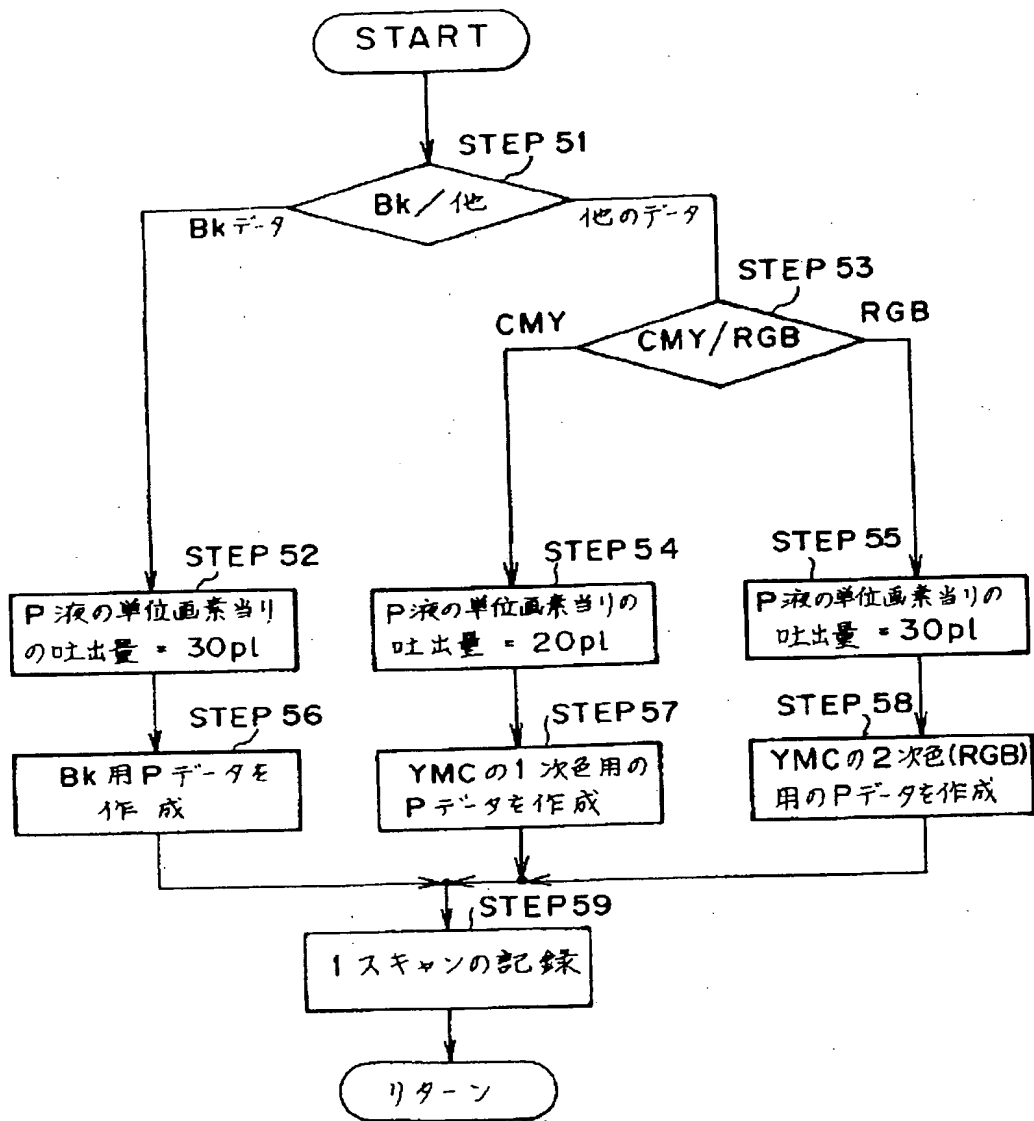 START
STEP 51
Bk/他
Bkデータ
他のデータ
STEP 53
CMY
CMY/RGB
RGB
STEP 52
P液の単位画素当り
の吐出量 = 30pl
STEP 54
P液の単位画素当りの
吐出量 = 20pl
STEP 55
P液の単位画素当りの
吐出量 = 30pl
STEP 56
Bk用Pデータを
作成
STEP 57
YMCの1次色用の
Pデータを作成
STEP 58
YMCの2次色(RGB)
用のPデータを作成
STEP 59
1スキャンの記録
リターン